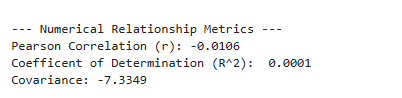 --- Numerical Relationship Metrics ---
Pearson Correlation (r): -0.0106
Coefficent of Determination (R^2):  0.0001
Covariance: -7.3349